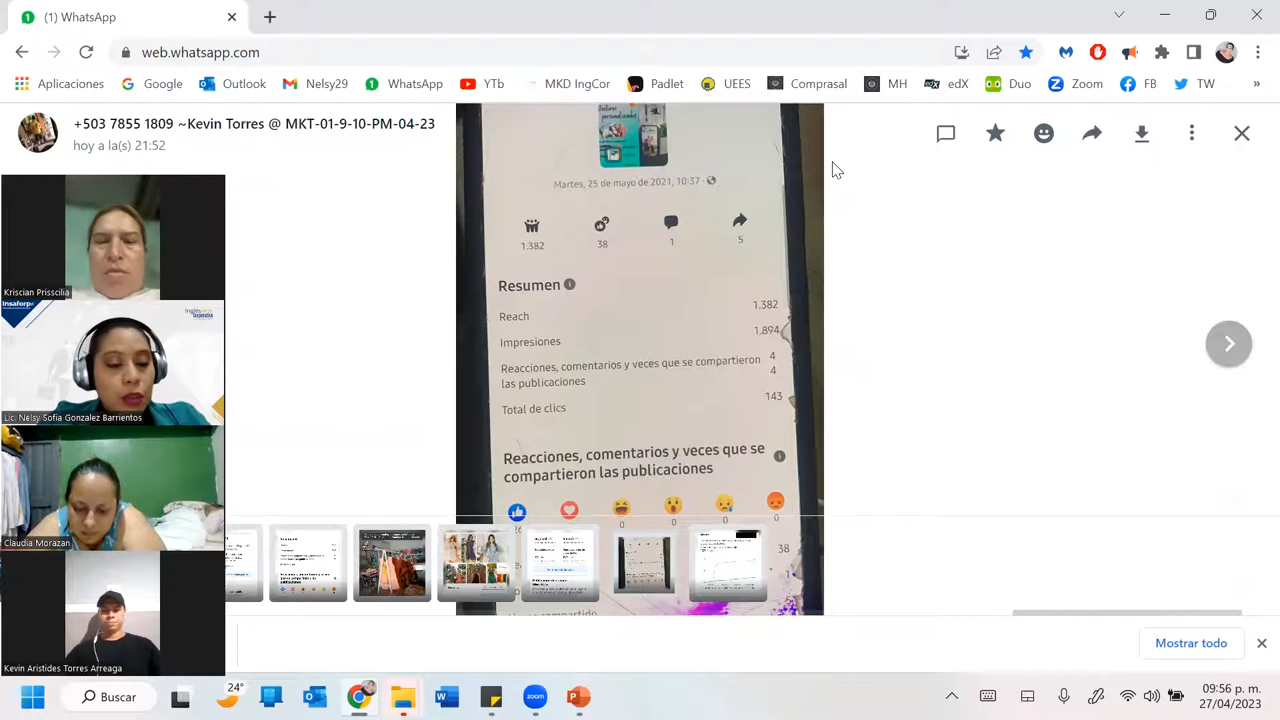 (1) WhatsApp
web.whatsapp.com
Aplicaciones Google Outlook Nelsy29 WhatsApp YTb MKD IngCor Padlet UEES Comprasal MH edX Duo Zoom FB TW »
+503 7855 1809 ~Kevin Torres @ MKT-01-9-10-PM-04-23
hoy a la(s) 21:52
Martes, 25 de mayo de 2021, 10:37
1.382 38 1 5
Resumen
Reach 1.382
Impresiones 1.894
Reacciones, comentarios y veces que se compartieron las publicaciones 4
4
Total de clics 143
Reacciones, comentarios y veces que se
compartieron las publicaciones
0 0 0 0
38
Kriscian Prisscilia
Insaforp
Inglés
Corporativo
Lic. Nelsy Sofia Gonzalez Barrientos
Claudia Morazan
Kevin Aristides Torres Arreaga
Mostrar todo
24°
Buscar
zoom
09:56 p. m.
27/04/2023